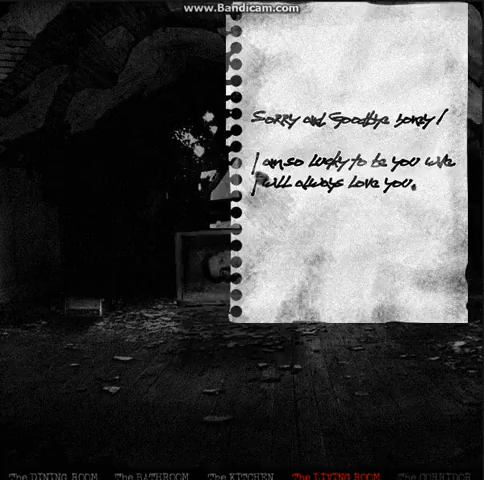 www.Bandicam.com
Sorry and Goodbye honey!
I am so lucky to be you wife
I will always love you.
The DINING ROOM The BATHROOM The KITCHEN The LIVING ROOM The CORRIDOR